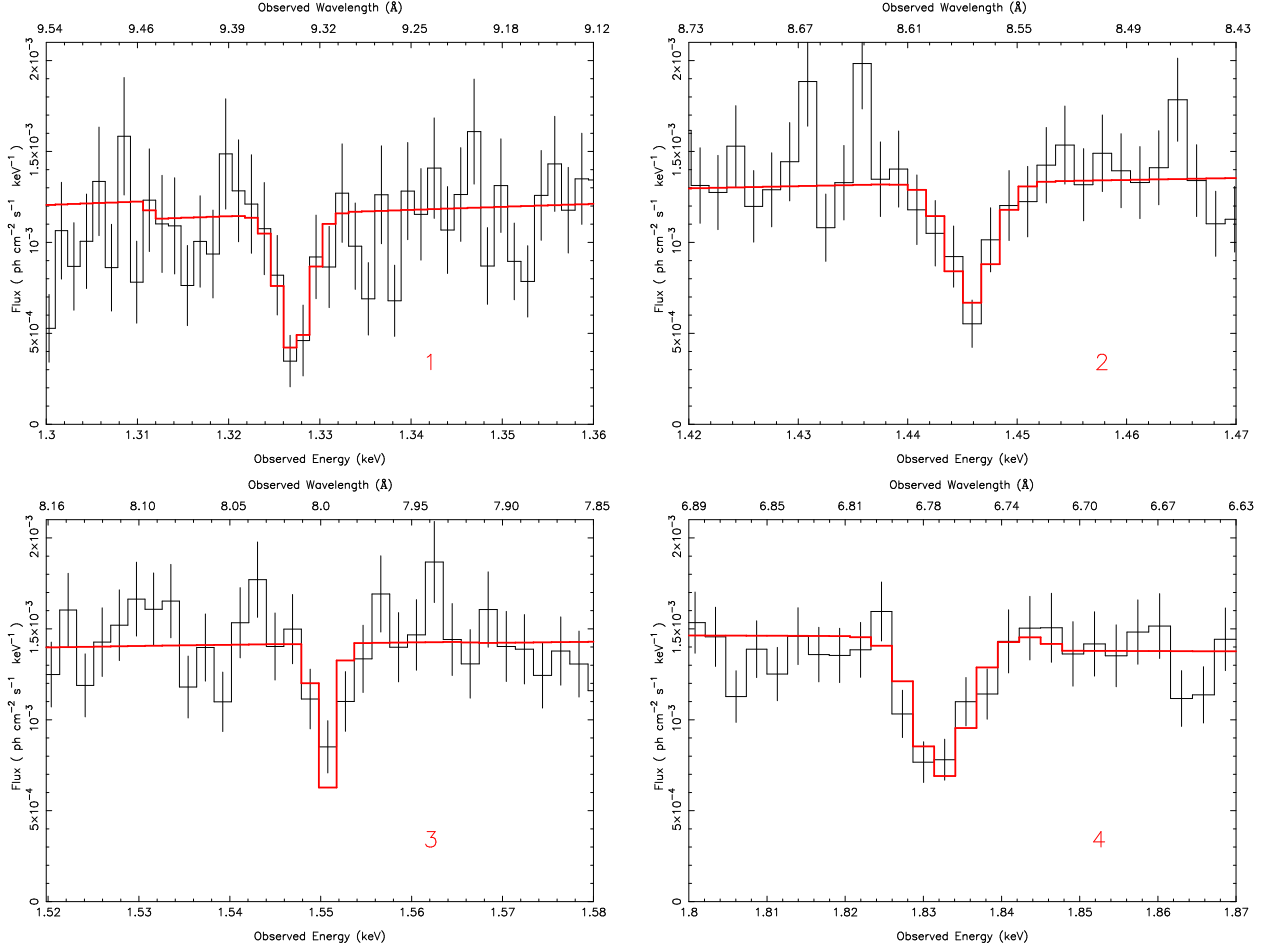 Observed Wavelength (Å)
9.54 9.46 9.39 9.32 9.25 9.18 9.12
Flux ( ph cm⁻² s⁻¹ keV⁻¹ )
2×10⁻³
1.5×10⁻³
10⁻³
5×10⁻⁴
0
1
1.3 1.31 1.32 1.33 1.34 1.35 1.36
Observed Energy (keV)
Observed Wavelength (Å)
8.73 8.67 8.61 8.55 8.49 8.43
Flux ( ph cm⁻² s⁻¹ keV⁻¹ )
2×10⁻³
1.5×10⁻³
10⁻³
5×10⁻⁴
0
2
1.42 1.43 1.44 1.45 1.46 1.47
Observed Energy (keV)
Observed Wavelength (Å)
8.16 8.10 8.05 8.0 7.95 7.90 7.85
Flux ( ph cm⁻² s⁻¹ keV⁻¹ )
2×10⁻³
1.5×10⁻³
10⁻³
5×10⁻⁴
0
3
1.52 1.53 1.54 1.55 1.56 1.57 1.58
Observed Energy (keV)
Observed Wavelength (Å)
6.89 6.85 6.81 6.78 6.74 6.70 6.67 6.63
Flux ( ph cm⁻² s⁻¹ keV⁻¹ )
2×10⁻³
1.5×10⁻³
10⁻³
5×10⁻⁴
0
4
1.8 1.81 1.82 1.83 1.84 1.85 1.86 1.87
Observed Energy (keV)